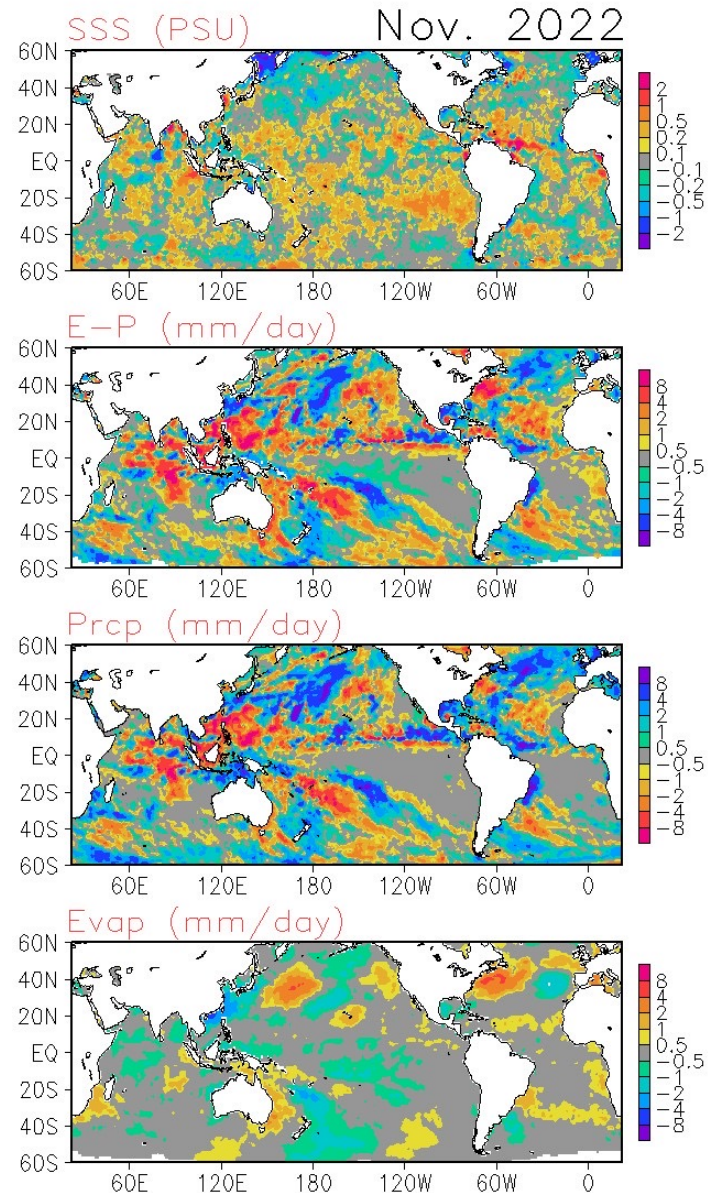 SSS (PSU)
Nov. 2022
60N
40N
20N
EQ
20S
40S
60S
60E 120E 180 120W 60W 0
2
1
0.5
0.2
0.1
−0.1
−0.2
−0.5
−1
−2
E−P (mm/day)
60N
40N
20N
EQ
20S
40S
60S
60E 120E 180 120W 60W 0
8
4
2
1
0.5
−0.5
−1
−2
−4
−8
Prcp (mm/day)
60N
40N
20N
EQ
20S
40S
60S
60E 120E 180 120W 60W 0
8
4
2
1
0.5
−0.5
−1
−2
−4
−8
Evap (mm/day)
60N
40N
20N
EQ
20S
40S
60S
60E 120E 180 120W 60W 0
8
4
2
1
0.5
−0.5
−1
−2
−4
−8